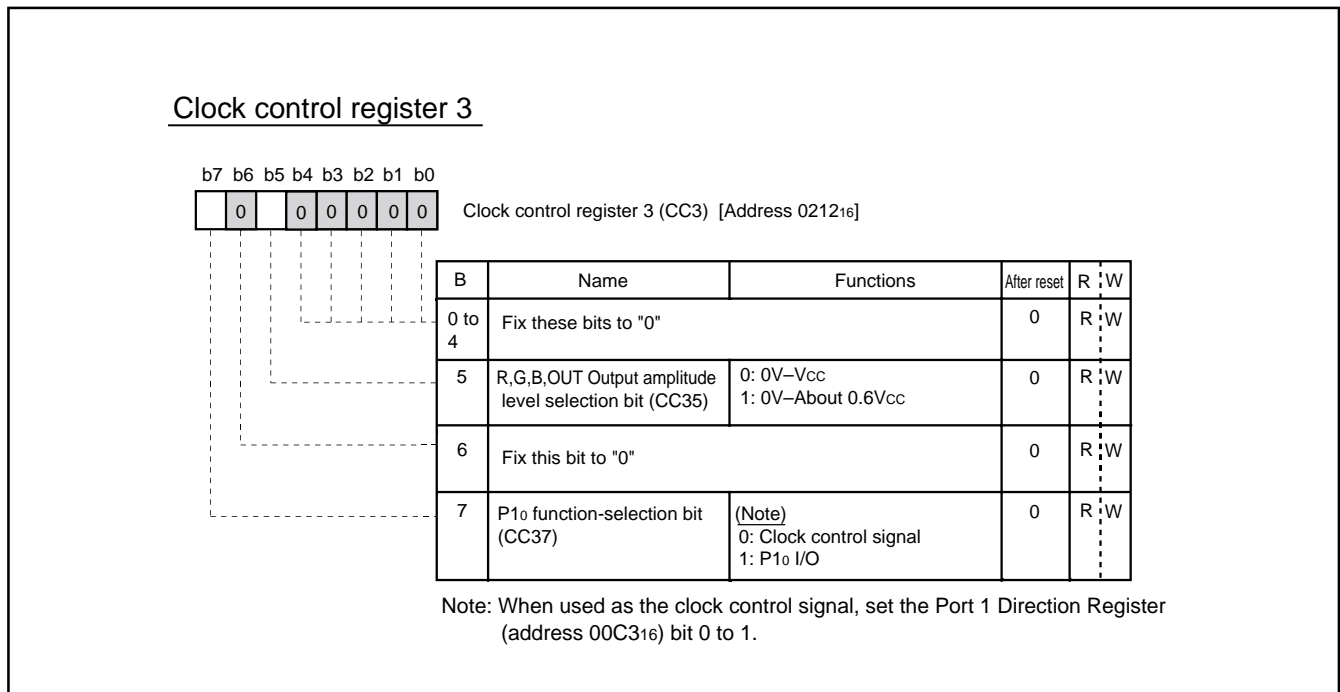 Clock control register 3
b7 b6 b5 b4 b3 b2 b1 b0
0 0 0 0 0 0
Clock control register 3 (CC3) [Address 0212₁₆]
B Name Functions After reset R W
0 to 4 Fix these bits to "0" 0 R W
5 R,G,B,OUT Output amplitude level selection bit (CC35) 0: 0V–Vcc 1: 0V–About 0.6Vcc 0 R W
6 Fix this bit to "0" 0 R W
7 P1₀ function-selection bit (CC37) (Note) 0: Clock control signal 1: P1₀ I/O 0 R W
Note: When used as the clock control signal, set the Port 1 Direction Register
(address 00C3₁₆) bit 0 to 1.